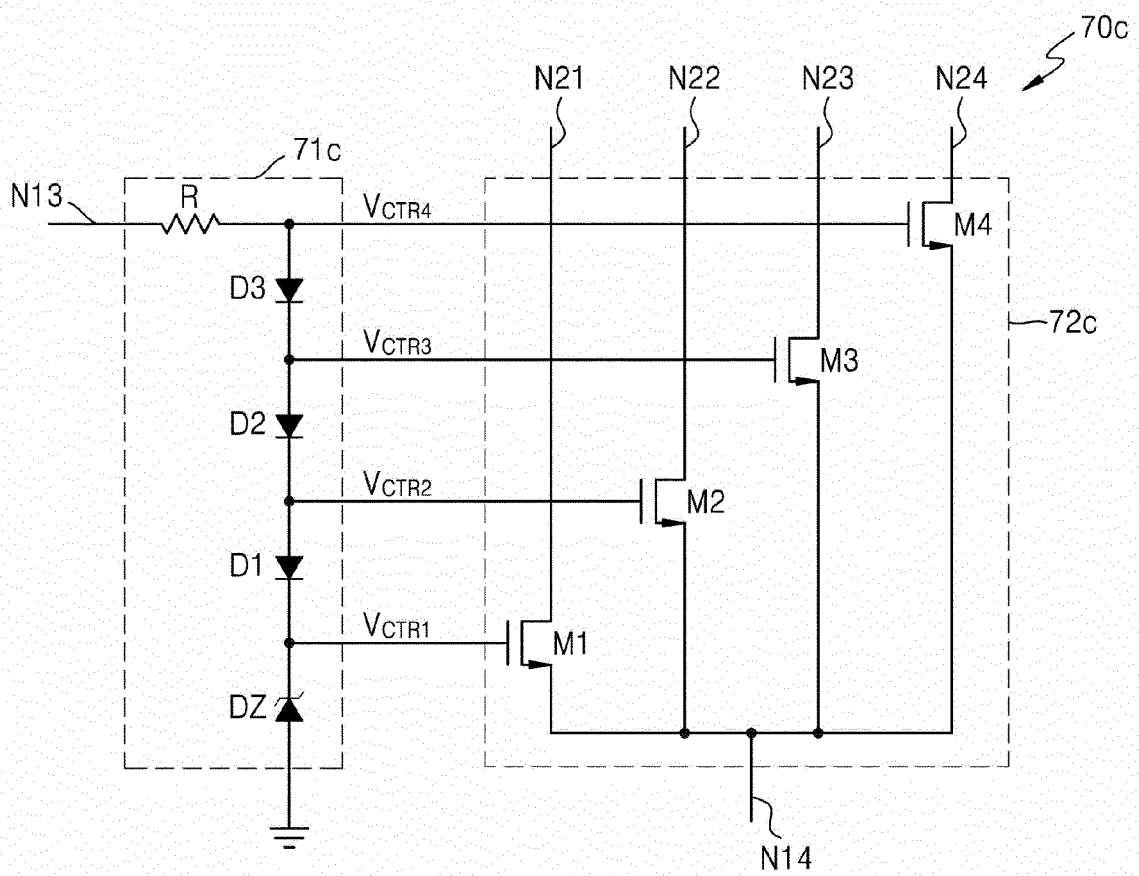 70c
N21 N22 N23 N24
71c
N13 R VCTR4 M4
D3
72c
VCTR3 M3
D2
VCTR2 M2
D1
VCTR1 M1
DZ
N14